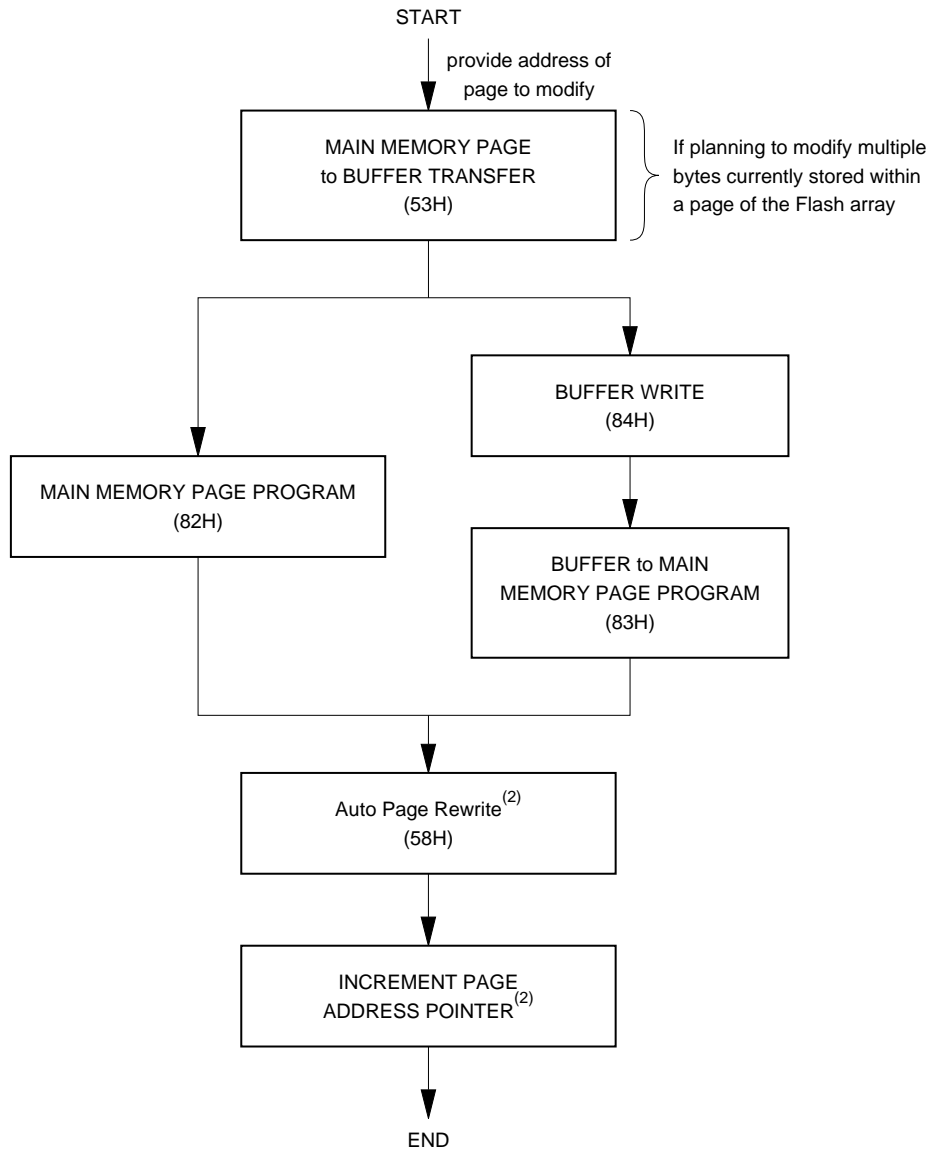 START
provide address of
page to modify
MAIN MEMORY PAGE
to BUFFER TRANSFER
(53H)
If planning to modify multiple
bytes currently stored within
a page of the Flash array
BUFFER WRITE
(84H)
MAIN MEMORY PAGE PROGRAM
(82H)
BUFFER to MAIN
MEMORY PAGE PROGRAM
(83H)
Auto Page Rewrite(2)
(58H)
INCREMENT PAGE
ADDRESS POINTER(2)
END